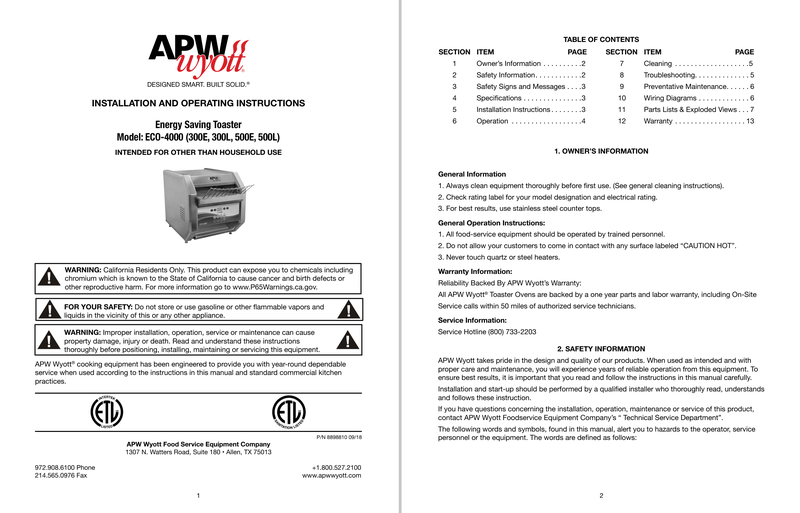 APW
wyott®
DESIGNED SMART. BUILT SOLID.®
INSTALLATION AND OPERATING INSTRUCTIONS
Energy Saving Toaster
Model: ECO-4000 (300E, 300L, 500E, 500L)
INTENDED FOR OTHER THAN HOUSEHOLD USE
WARNING: California Residents Only. This product can expose you to chemicals including
chromium which is known to the State of California to cause cancer and birth defects or
other reproductive harm. For more information go to www.P65Warnings.ca.gov.
FOR YOUR SAFETY: Do not store or use gasoline or other flammable vapors and
liquids in the vicinity of this or any other appliance.
WARNING: Improper installation, operation, service or maintenance can cause
property damage, injury or death. Read and understand these instructions
thoroughly before positioning, installing, maintaining or servicing this equipment.
APW Wyott® cooking equipment has been engineered to provide you with year-round dependable
service when used according to the instructions in this manual and standard commercial kitchen
practices.
INTERTEK
ETL
LISTED
ETL
SANITATION LISTED
P/N 8898810 09/18
APW Wyott Food Service Equipment Company
1307 N. Watters Road, Suite 180 • Allen, TX 75013
972.908.6100 Phone
214.565.0976 Fax
+1.800.527.2100
www.apwwyott.com
1
TABLE OF CONTENTS
SECTION ITEM PAGE SECTION ITEM PAGE
1 Owner's Information . . . . . . . . . .2 7 Cleaning . . . . . . . . . . . . . . . . . . .5
2 Safety Information. . . . . . . . . . . .2 8 Troubleshooting. . . . . . . . . . . . . . 5
3 Safety Signs and Messages . . . .3 9 Preventative Maintenance. . . . . . 6
4 Specifications . . . . . . . . . . . . . . .3 10 Wiring Diagrams . . . . . . . . . . . . . 6
5 Installation Instructions . . . . . . . .3 11 Parts Lists & Exploded Views . . . 7
6 Operation . . . . . . . . . . . . . . . . . .4 12 Warranty . . . . . . . . . . . . . . . . . . 13
1. OWNER'S INFORMATION
General Information
1. Always clean equipment thoroughly before first use. (See general cleaning instructions).
2. Check rating label for your model designation and electrical rating.
3. For best results, use stainless steel counter tops.
General Operation Instructions:
1. All food-service equipment should be operated by trained personnel.
2. Do not allow your customers to come in contact with any surface labeled “CAUTION HOT”.
3. Never touch quartz or steel heaters.
Warranty Information:
Reliability Backed By APW Wyott's Warranty:
All APW Wyott® Toaster Ovens are backed by a one year parts and labor warranty, including On-Site
Service calls within 50 miles of authorized service technicians.
Service Information:
Service Hotline (800) 733-2203
2. SAFETY INFORMATION
APW Wyott takes pride in the design and quality of our products. When used as intended and with
proper care and maintenance, you will experience years of reliable operation from this equipment. To
ensure best results, it is important that you read and follow the instructions in this manual carefully.
Installation and start-up should be performed by a qualified installer who thoroughly read, understands
and follows these instruction.
If you have questions concerning the installation, operation, maintenance or service of this product,
contact APW Wyott Foodservice Equipment Company's “ Technical Service Department”.
The following words and symbols, found in this manual, alert you to hazards to the operator, service
personnel or the equipment. The words are defined as follows:
2